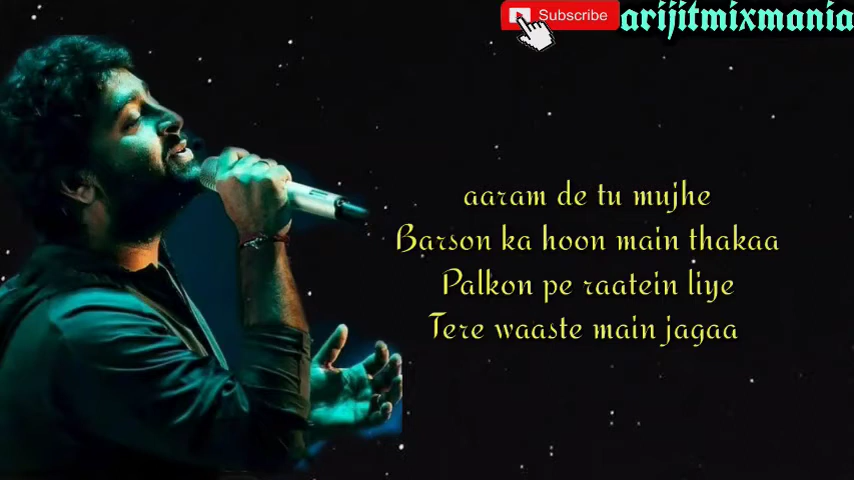 Subscribe arijitmixmania
aaram de tu mujhe
Barson ka hoon main thakaa
Palkon pe raatein liye
Tere waaste main jagaa